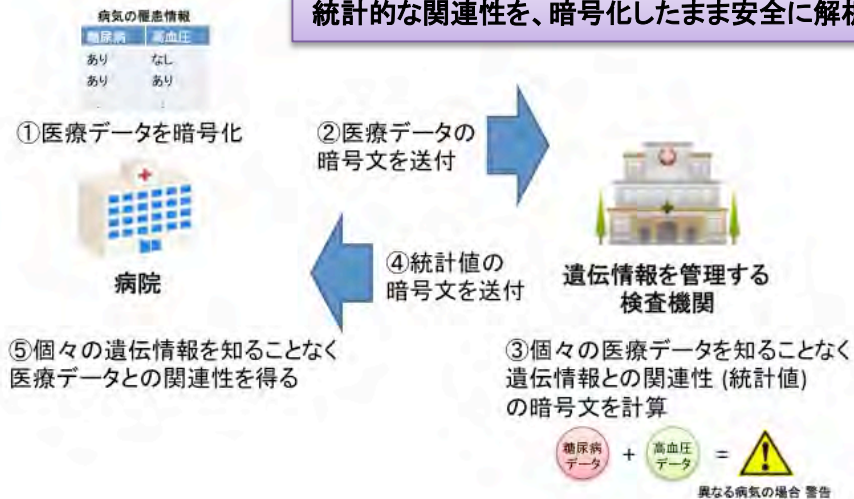 統計的な関連性を、暗号化したまま安全に解析
病気の罹患情報
糖尿病 高血圧
あり なし
あり あり
①医療データを暗号化
②医療データの
暗号文を送付
病院
④統計値の
暗号文を送付
遺伝情報を管理する
検査機関
⑤個々の遺伝情報を知ることなく
医療データとの関連性を得る
③個々の医療データを知ることなく
遺伝情報との関連性 (統計値)
の暗号文を計算
糖尿病
データ
+
高血圧
データ
=
異なる病気の場合 警告